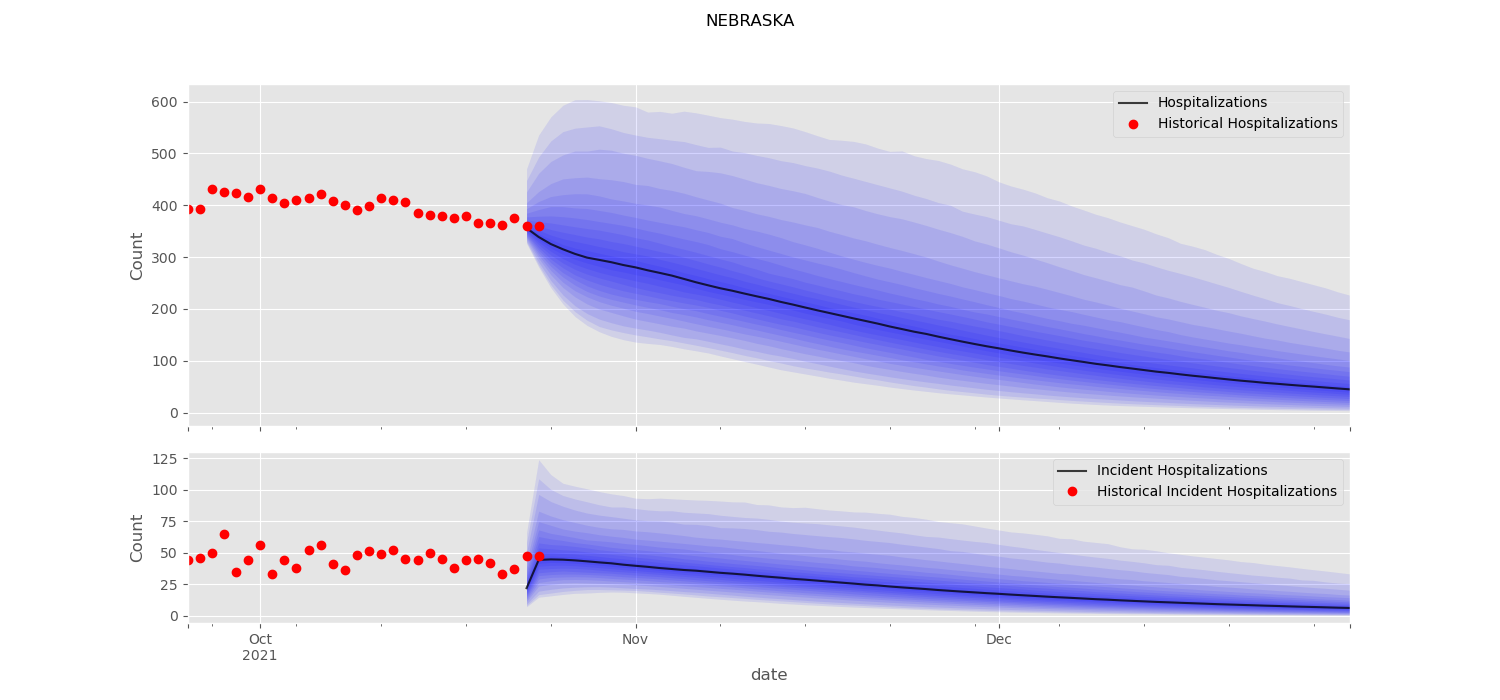 NEBRASKA
600
500
400
300
200
100
0
Count
Hospitalizations
Historical Hospitalizations
125
100
75
50
25
0
Count
Incident Hospitalizations
Historical Incident Hospitalizations
Oct
2021
Nov
Dec
date